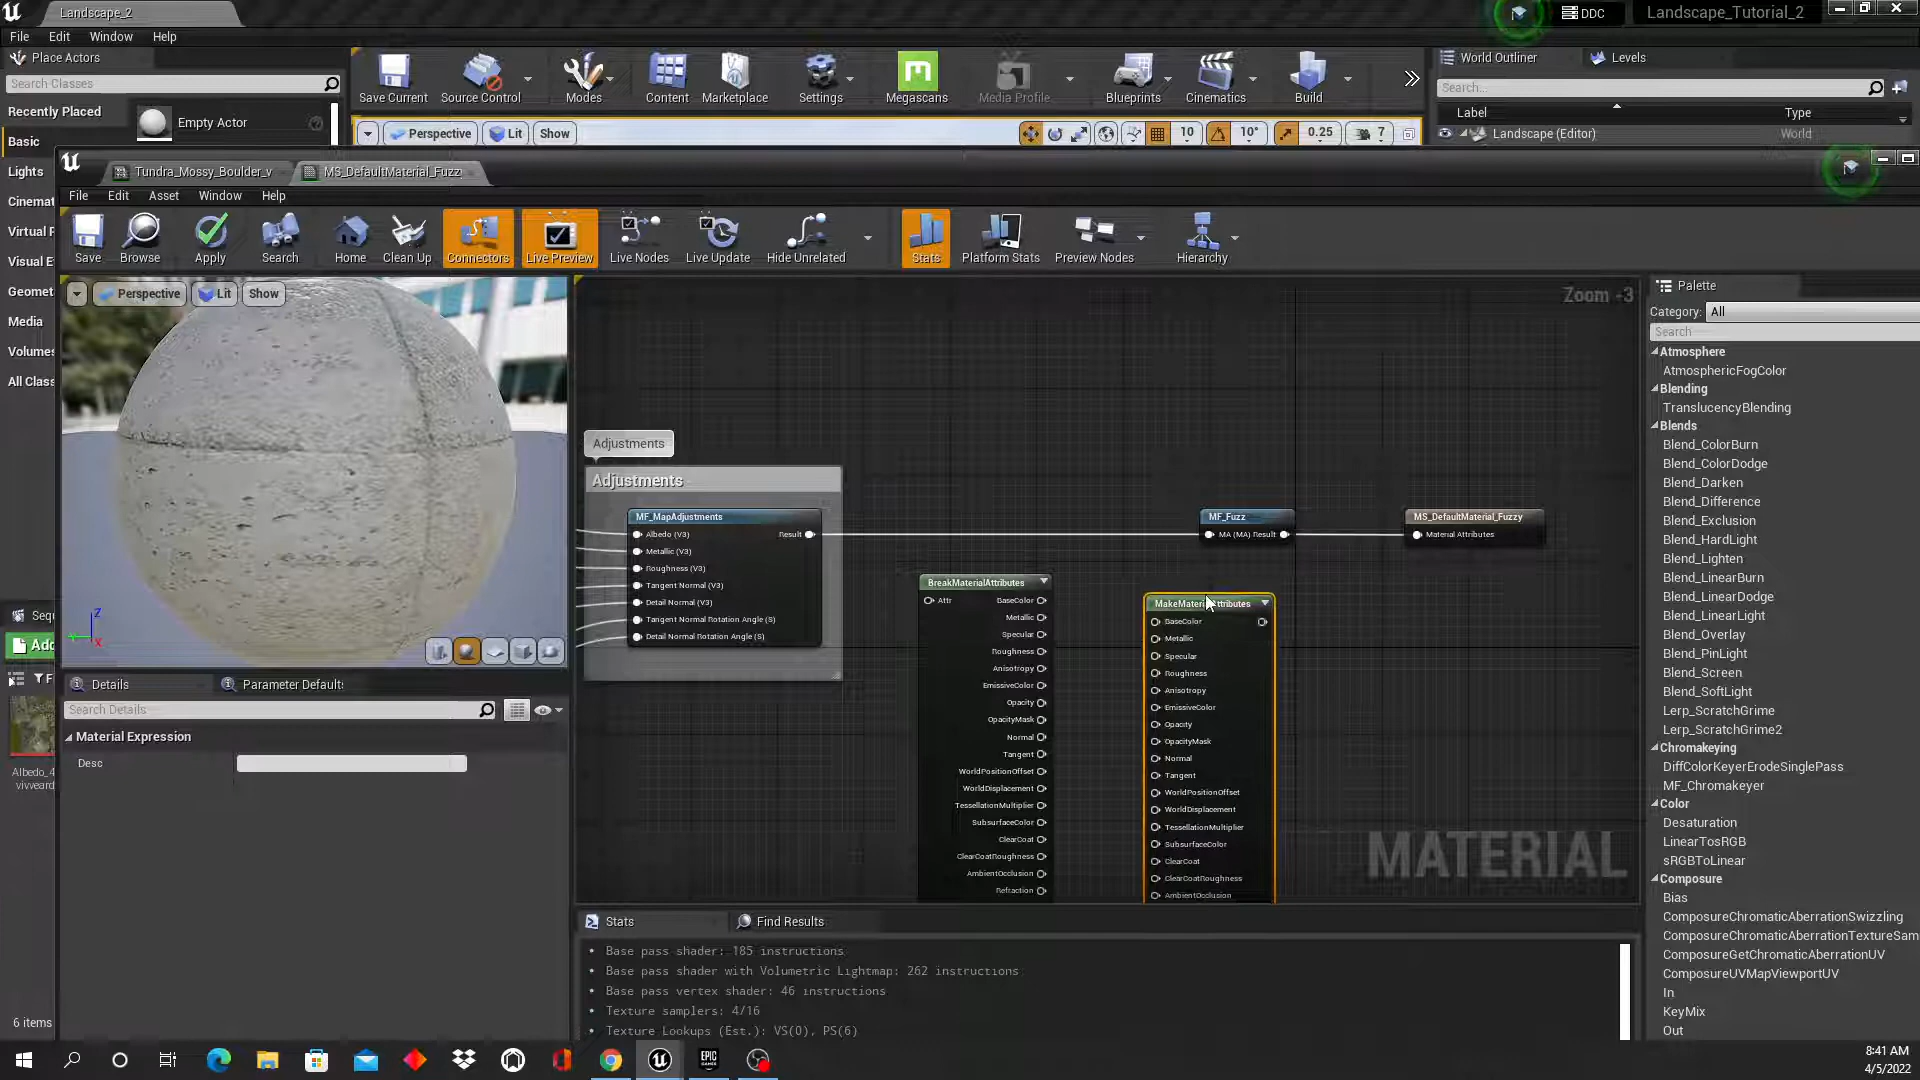 Landscape_2
DDC
Landscape_Tutorial_2
File Edit Window Help
Place Actors
Search Classes
Recently Placed
Empty Actor
Basic
Lights
Visual E
Media
Volumes
All Class
Save Current
Source Control
Modes
Content
Marketplace
Settings
Megascans
Media Profile
Blueprints
Cinematics
Build
Perspective
Lit
Show
10
10°
0.25
7
World Outliner
Levels
Search...
Label
Type
Landscape (Editor)
World
Tundra_Mossy_Boulder_v
MS_DefaultMaterial_Fuzz
File Edit Asset Window Help
Save
Browse
Apply
Search
Home
Clean Up
Connectors
Live Preview
Live Nodes
Live Update
Hide Unrelated
Stats
Platform Stats
Preview Nodes
Hierarchy
Perspective
Lit
Show
Z
X
Details
Parameter Defaults
Search Details
Material Expression
Desc
6 items
Zoom -3
Adjustments
Adjustments
MF_MapAdjustments
Albedo (V3)
Result
Metallic (V3)
Roughness (V3)
Tangent Normal (V3)
Detail Normal (V3)
Tangent Normal Rotation Angle (S)
Detail Normal Rotation Angle (S)
MF_Fuzz
MA (MA) Result
MS_DefaultMaterial_Fuzzy
Material Attributes
BreakMaterialAttributes
Attr
BaseColor
Metallic
Specular
Roughness
Anisotropy
EmissiveColor
Opacity
OpacityMask
Normal
Tangent
WorldPositionOffset
WorldDisplacement
TessellationMultiplier
SubsurfaceColor
ClearCoat
ClearCoatRoughness
AmbientOcclusion
Refraction
MakeMaterialAttributes
BaseColor
Metallic
Specular
Roughness
Anisotropy
EmissiveColor
Opacity
OpacityMask
Normal
Tangent
WorldPositionOffset
WorldDisplacement
TessellationMultiplier
SubsurfaceColor
ClearCoat
ClearCoatRoughness
AmbientOcclusion
MATERIAL
Stats
Find Results
• Base pass shader: 185 instructions
• Base pass shader with Volumetric Lightmap: 262 instructions
• Base pass vertex shader: 46 instructions
• Texture samplers: 4/16
• Texture Lookups (Est.): VS(0), PS(6)
Palette
Category: All
Search
Atmosphere
AtmosphericFogColor
Blending
TranslucencyBlending
Blends
Blend_ColorBurn
Blend_ColorDodge
Blend_Darken
Blend_Difference
Blend_Exclusion
Blend_HardLight
Blend_Lighten
Blend_LinearBurn
Blend_LinearDodge
Blend_LinearLight
Blend_Overlay
Blend_PinLight
Blend_Screen
Blend_SoftLight
Lerp_ScratchGrime
Lerp_ScratchGrime2
Chromakeying
DiffColorKeyerErodeSinglePass
MF_Chromakeyer
Color
Desaturation
LinearTosRGB
sRGBToLinear
Composure
Bias
ComposureChromaticAberrationSwizzling
ComposureChromaticAberrationTextureSam
ComposureGetChromaticAberrationUV
ComposureUVMapViewportUV
In
KeyMix
Out
8:41 AM
4/5/2022